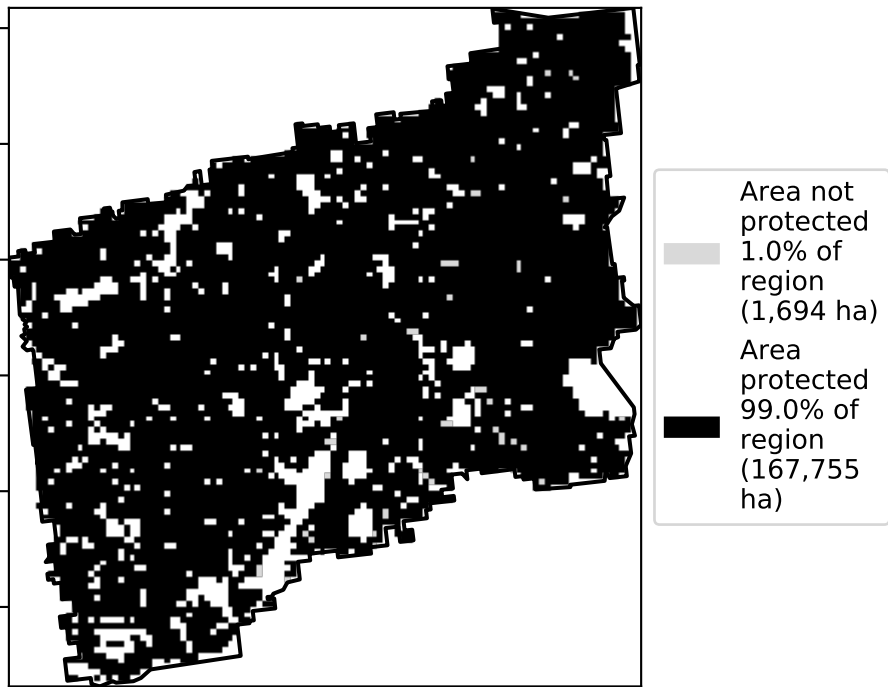 Area not
protected
1.0% of
region
(1,694 ha)
Area
protected
99.0% of
region
(167,755
ha)